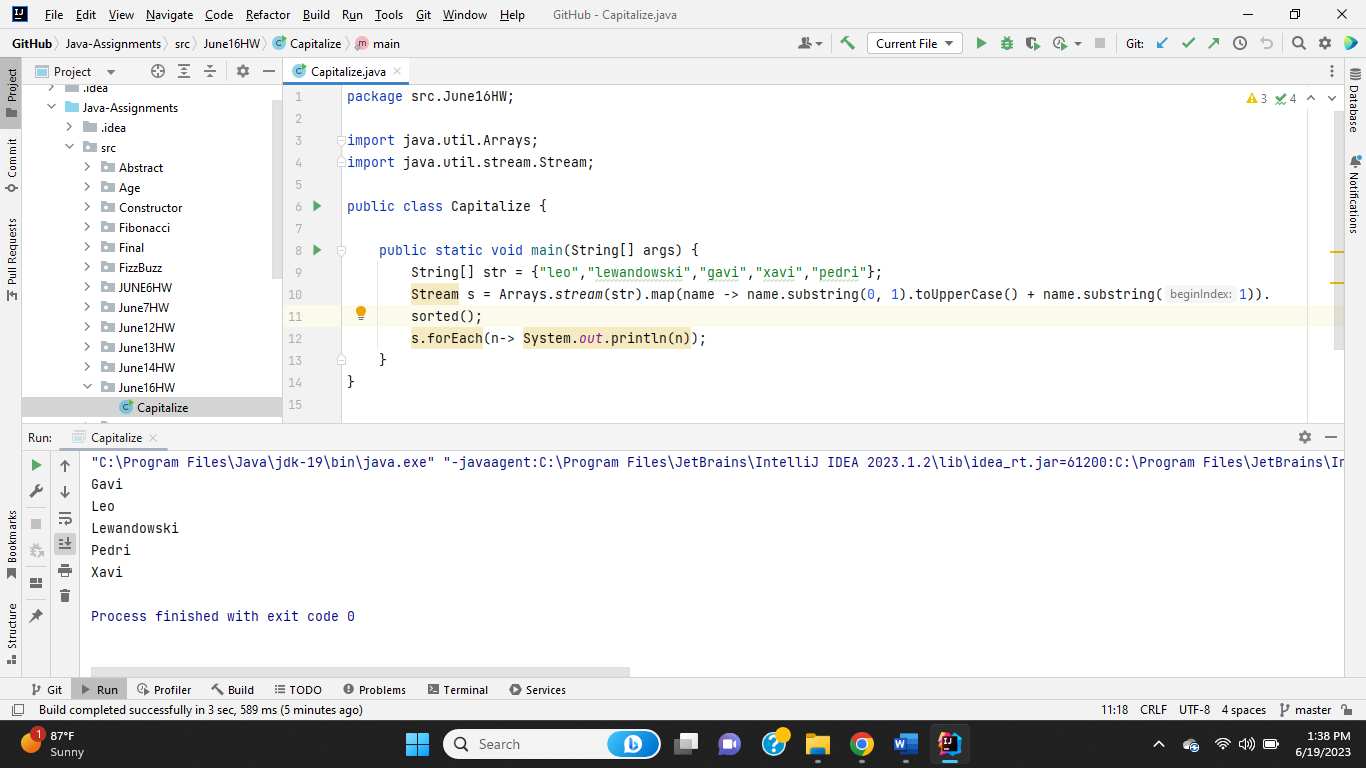 File Edit View Navigate Code Refactor Build Run Tools Git Window Help GitHub - Capitalize.java
GitHub Java-Assignments src June16HW Capitalize main Current File Git:
Project
Capitalize.java
Project
Commit
Pull Requests
Bookmarks
Structure
.idea
Java-Assignments
.idea
src
Abstract
Age
Constructor
Fibonacci
Final
FizzBuzz
JUNE6HW
June7HW
June12HW
June13HW
June14HW
June16HW
Capitalize
3 4
1 package src.June16HW;
2
3 import java.util.Arrays;
4 import java.util.stream.Stream;
5
6 public class Capitalize {
7
8 public static void main(String[] args) {
9 String[] str = {"leo","lewandowski","gavi","xavi","pedri"};
10 Stream s = Arrays.stream(str).map(name -> name.substring(0, 1).toUpperCase() + name.substring( beginIndex: 1)).
11 sorted();
12 s.forEach(n-> System.out.println(n));
13 }
14 }
15
Database
Notifications
Run: Capitalize
"C:\Program Files\Java\jdk-19\bin\java.exe" "-javaagent:C:\Program Files\JetBrains\IntelliJ IDEA 2023.1.2\lib\idea_rt.jar=61200:C:\Program Files\JetBrains\In
Gavi
Leo
Lewandowski
Pedri
Xavi
Process finished with exit code 0
Git Run Profiler Build TODO Problems Terminal Services
Build completed successfully in 3 sec, 589 ms (5 minutes ago) 11:18 CRLF UTF-8 4 spaces master
1
87°F
Sunny
Search
1:38 PM
6/19/2023